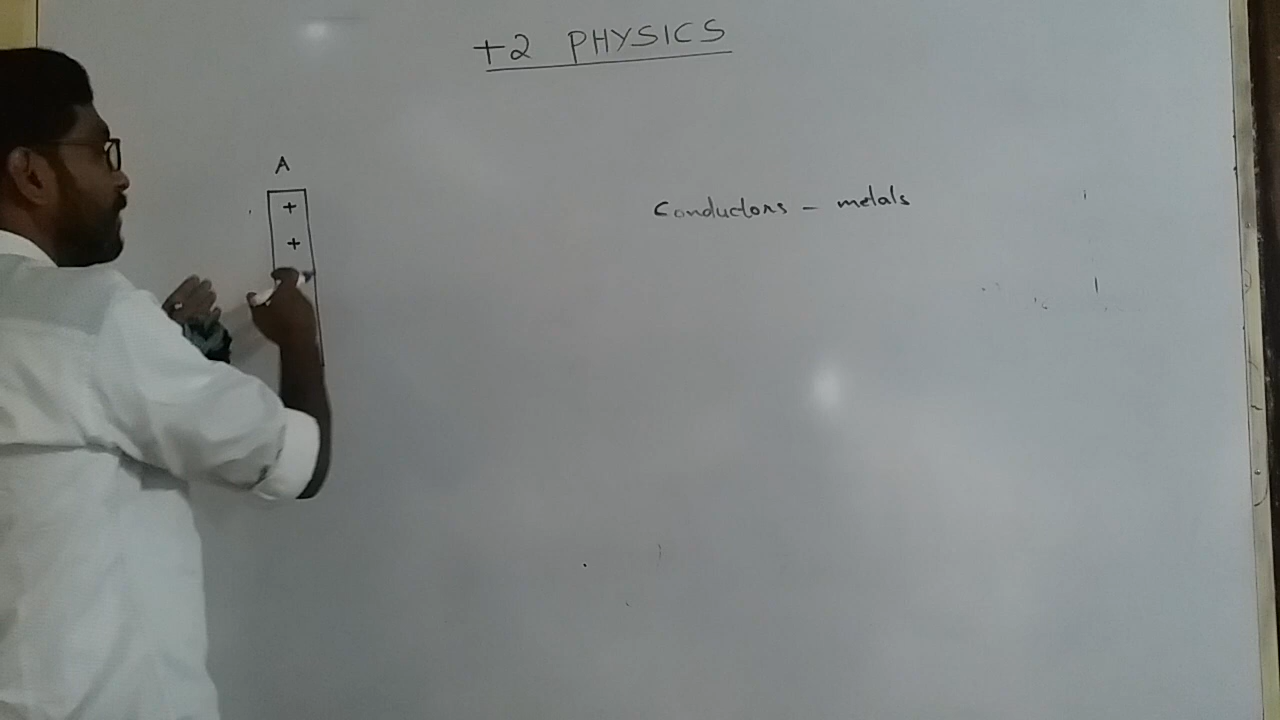 +2 PHYSICS
A
+
Conductors - metals
+